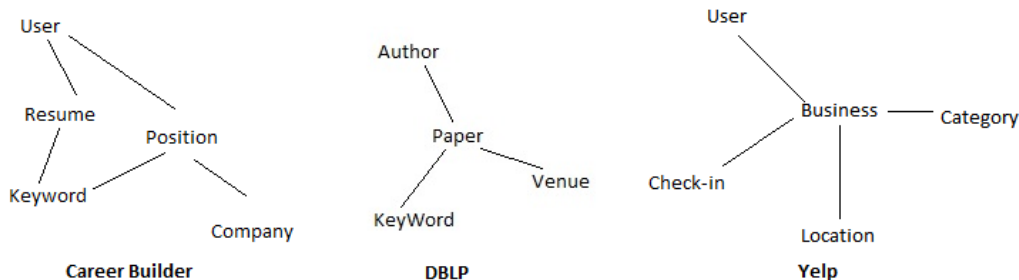 User
Resume
Position
Keyword
Company
Career Builder
Author
Paper
Venue
KeyWord
DBLP
User
Business
Category
Check-in
Location
Yelp